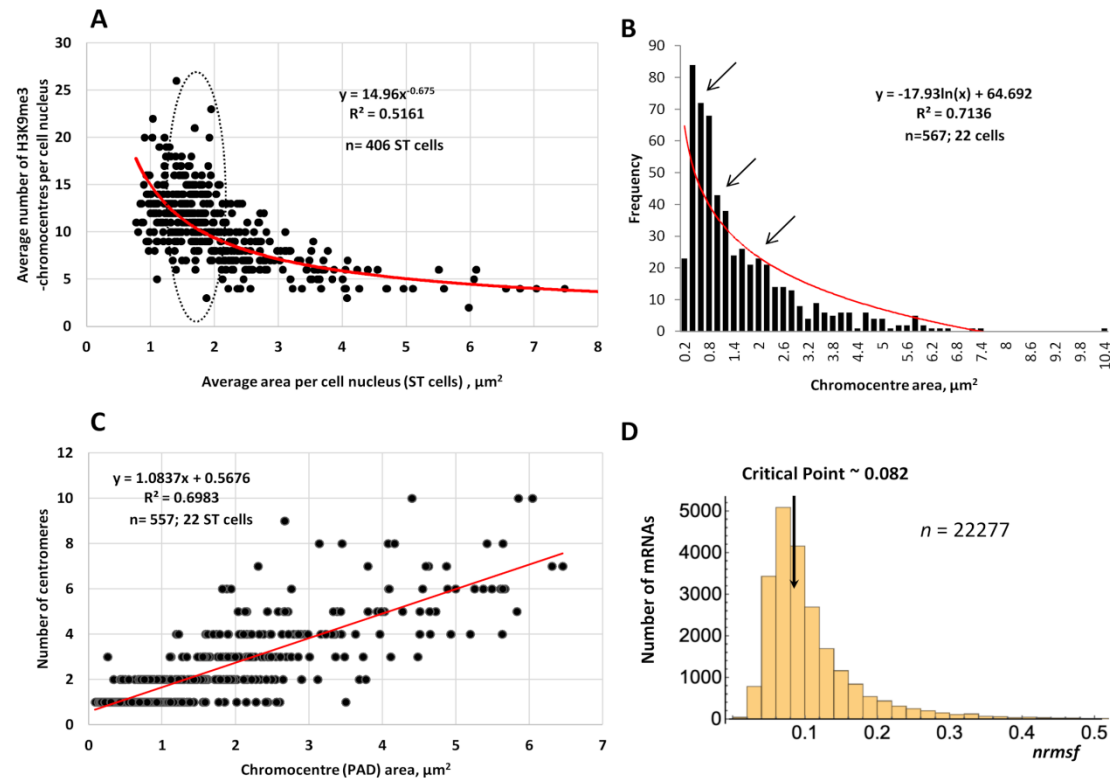 A
Average number of H3K9me3
-chromocentres per cell nucleus
30
25
20
15
10
5
0
y = 14.96x^-0.675
R² = 0.5161
n= 406 ST cells
0 1 2 3 4 5 6 7 8
Average area per cell nucleus (ST cells) , µm²
B
Frequency
90
80
70
60
50
40
30
20
10
0
y = -17.93ln(x) + 64.692
R² = 0.7136
n=567; 22 cells
0.2 0.8 1.4 2 2.6 3.2 3.8 4.4 5 5.6 6.2 6.8 7.4 8 8.6 9.2 9.8 10.4
Chromocentre area, µm²
C
Number of centromeres
12
10
8
6
4
2
0
y = 1.0837x + 0.5676
R² = 0.6983
n= 557; 22 ST cells
0 1 2 3 4 5 6 7
Chromocentre (PAD) area, µm²
D
Critical Point ~ 0.082
n = 22277
Number of mRNAs
5000
4000
3000
2000
1000
0
0.1 0.2 0.3 0.4 0.5
nrmsf